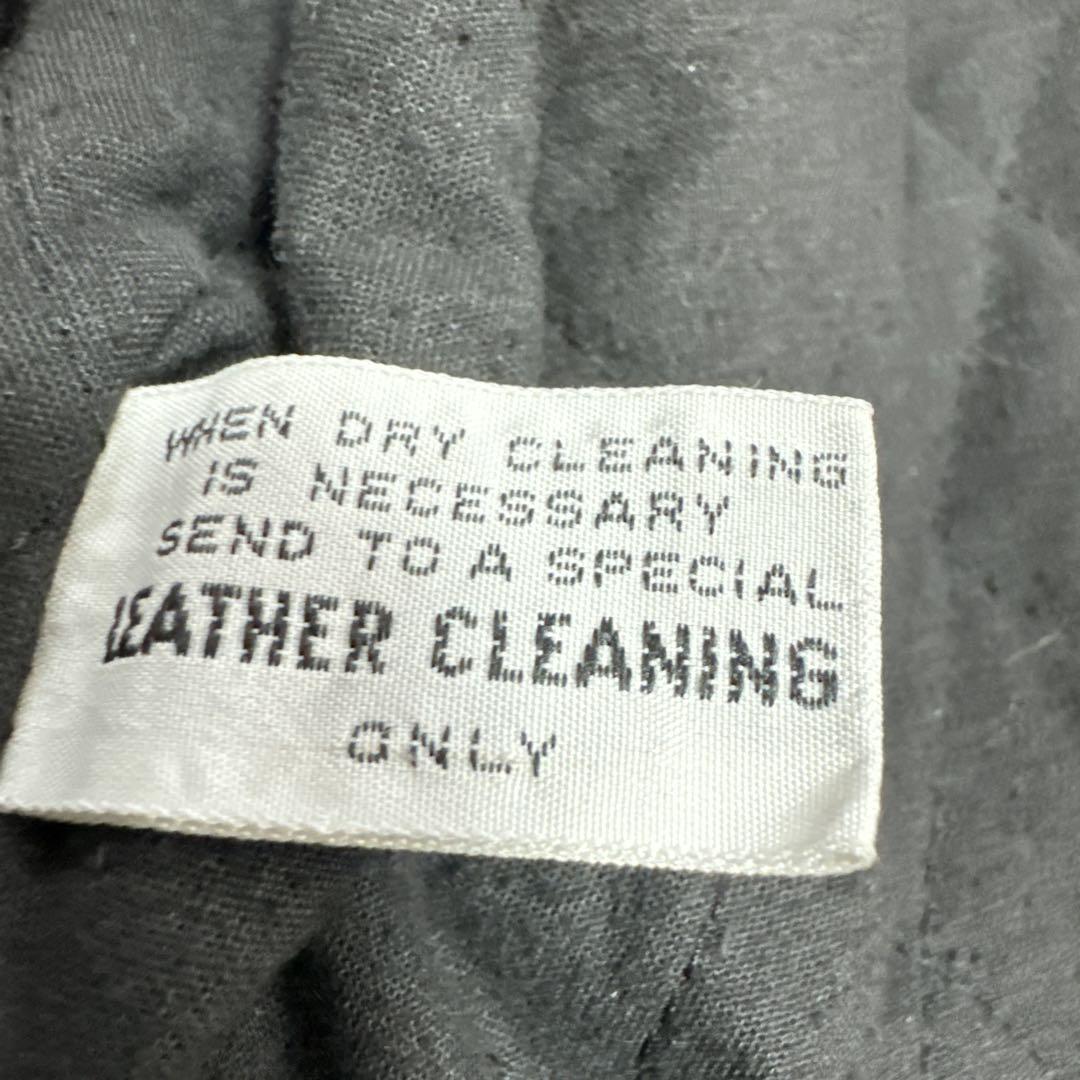 WHEN DRY CLEANING
IS NECESSARY
SEND TO A SPECIAL
LEATHER CLEANING
ONLY